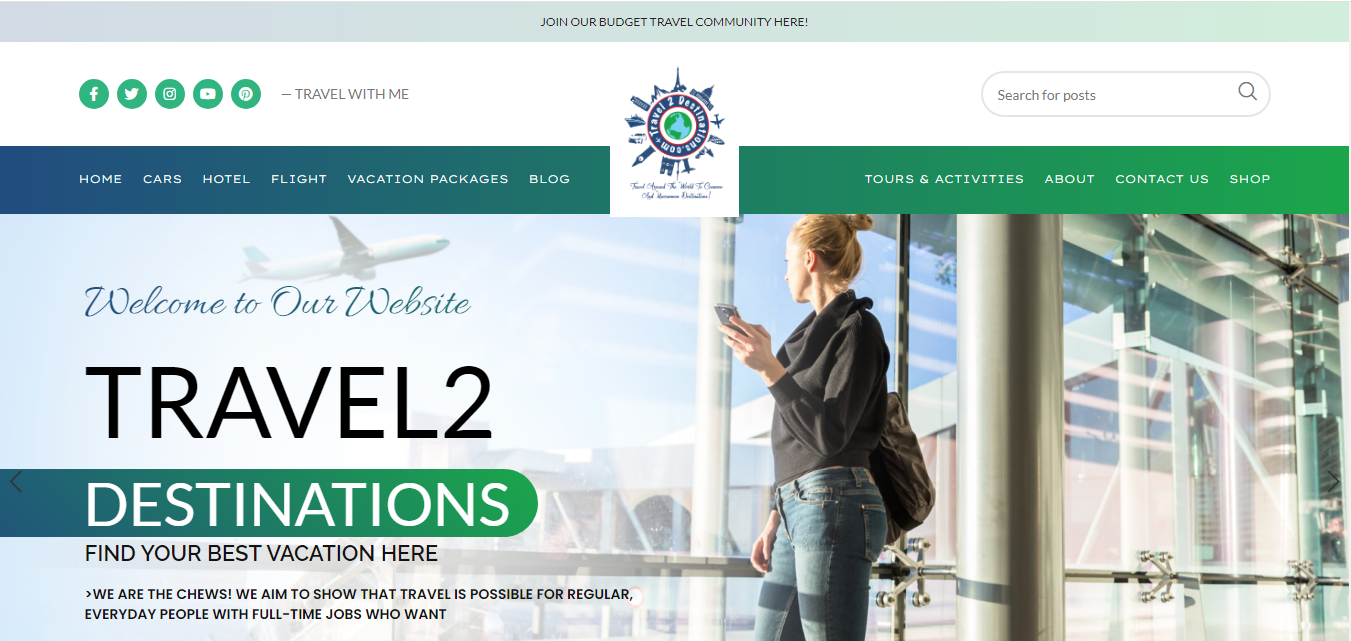 JOIN OUR BUDGET TRAVEL COMMUNITY HERE!
— TRAVEL WITH ME
Travel 2 Destinations.com
Travel Around The World To Common
And Uncommon Destinations!
Search for posts
HOME CARS HOTEL FLIGHT VACATION PACKAGES BLOG
TOURS & ACTIVITIES ABOUT CONTACT US SHOP
Welcome to Our Website
TRAVEL2
DESTINATIONS
FIND YOUR BEST VACATION HERE
>WE ARE THE CHEWS! WE AIM TO SHOW THAT TRAVEL IS POSSIBLE FOR REGULAR,
EVERYDAY PEOPLE WITH FULL-TIME JOBS WHO WANT